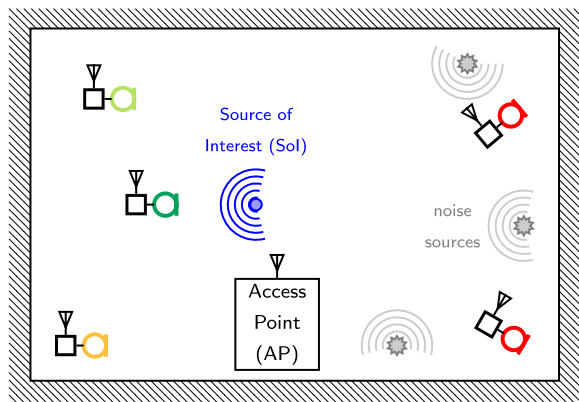 Source of
Interest (SoI)
noise
sources
Access
Point
(AP)